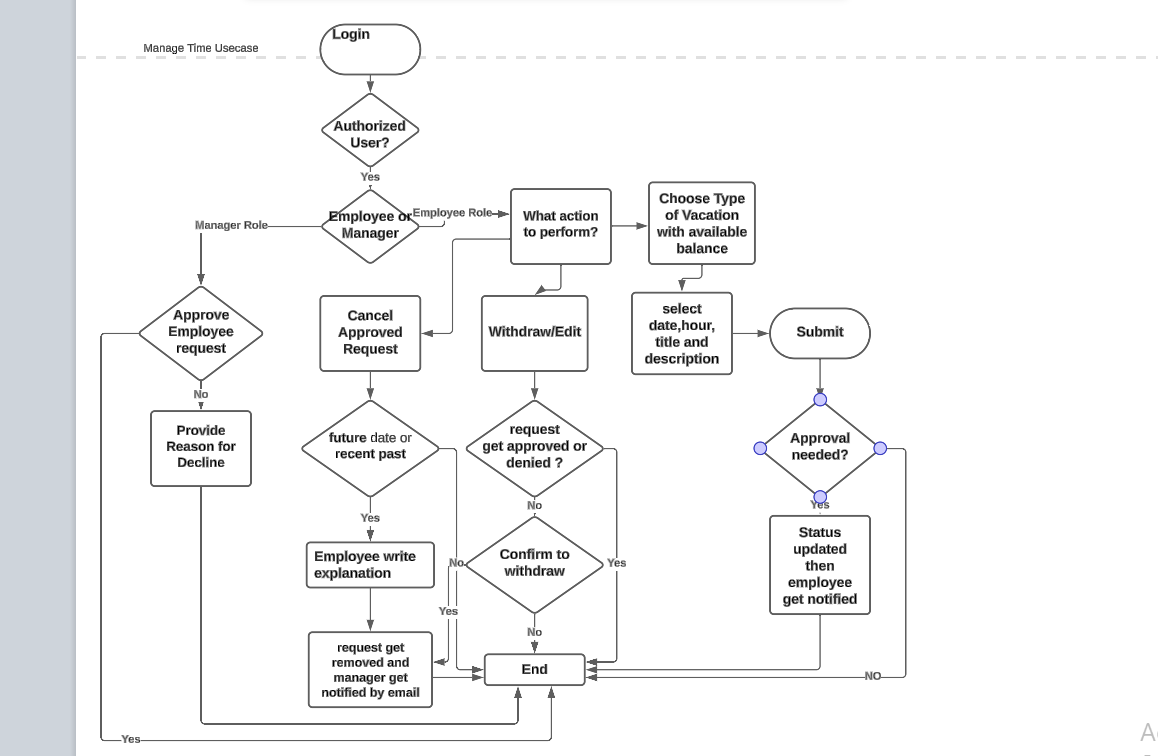 Login
Manage Time Usecase
Authorized
User?
Yes
Employee or
Manager
Manager Role
Employee Role
What action
to perform?
Choose Type
of Vacation
with available
balance
Approve
Employee
request
Cancel
Approved
Request
Withdraw/Edit
select
date,hour,
title and
description
Submit
No
Provide
Reason for
Decline
future date or
recent past
request
get approved or
denied ?
Approval
needed?
Yes
No
Yes
Employee write
explanation
No
Confirm to
withdraw
Yes
Status
updated
then
employee
get notified
Yes
No
request get
removed and
manager get
notified by email
End
NO
Yes